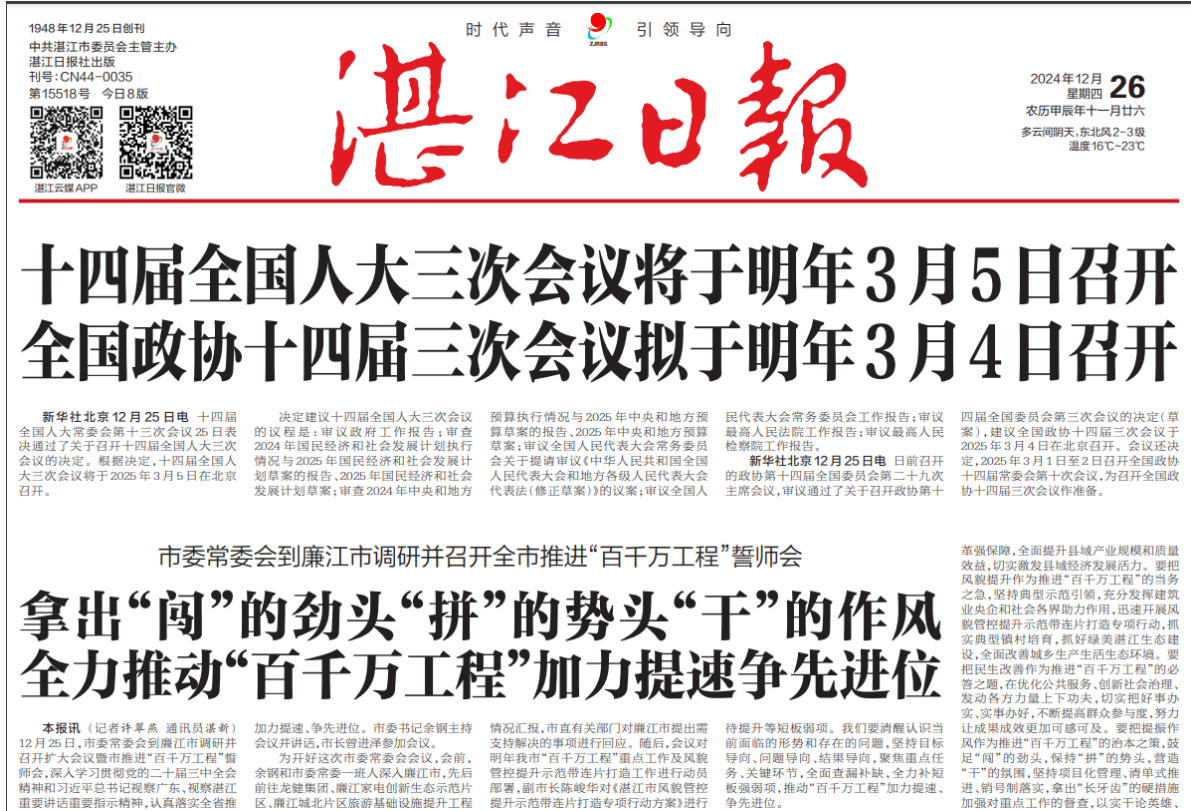 1948年12月25日创刊
中共湛江市委员会主管主办
湛江日报社出版
刊号:CN44-0035
第15518号 今日8版
湛江云媒APP
湛江日报官微
时代声音
ZJRBS
引领导向
湛江日報
2024年12月
星期四
26
农历甲辰年十一月廿六
多云间阴天,东北风2-3级
温度16℃~23℃
十四届全国人大三次会议将于明年3月5日召开
全国政协十四届三次会议拟于明年3月4日召开
新华社北京12月25日电 十四届
全国人大常委会第十三次会议25日表
决通过了关于召开十四届全国人大三次
会议的决定。根据决定,十四届全国人
大三次会议将于2025年3月5日在北京
召开。
决定建议十四届全国人大三次会议
的议程是:审议政府工作报告;审查
2024年国民经济和社会发展计划执行
情况与2025年国民经济和社会发展计
划草案的报告、2025年国民经济和社会
发展计划草案;审查2024年中央和地方
预算执行情况与2025年中央和地方预
算草案的报告、2025年中央和地方预算
草案;审议全国人民代表大会常务委员
会关于提请审议《中华人民共和国全国
人民代表大会和地方各级人民代表大会
代表法(修正草案)》的议案;审议全国人
民代表大会常务委员会工作报告;审议
最高人民法院工作报告;审议最高人民
检察院工作报告。
新华社北京12月25日电 日前召开
的政协第十四届全国委员会第二十九次
主席会议,审议通过了关于召开政协第十
四届全国委员会第三次会议的决定(草
案),建议全国政协十四届三次会议于
2025年3月4日在北京召开。会议还决
定,2025年3月1日至2日召开全国政协
十四届常委会第十次会议,为召开全国政
协十四届三次会议作准备。
市委常委会到廉江市调研并召开全市推进“百千万工程”誓师会
拿出“闯”的劲头“拼”的势头“干”的作风
全力推动“百千万工程”加力提速争先进位
本报讯 (记者许翠燕 通讯员湛新)
12月25日,市委常委会到廉江市调研并
召开扩大会议暨市推进“百千万工程”誓
师会,深入学习贯彻党的二十届三中全会
精神和习近平总书记视察广东、视察湛江
重要讲话重要指示精神,认真落实全省推
加力提速、争先进位。市委书记余钢主持
会议并讲话,市长曾进泽参加会议。
为开好这次市委常委会会议,会前,
余钢和市委常委一班人深入廉江市,先后
前往龙健集团、廉江家电创新生态示范片
区、廉江城北片区旅游基础设施提升工程
情况汇报,市直有关部门对廉江市提出需
支持解决的事项进行回应。随后,会议对
明年我市“百千万工程”重点工作及风貌
管控提升示范带连片打造工作进行动员
部署,副市长陈峻华对《湛江市风貌管控
提升示范带连片打造专项行动方案》进行
待提升等短板弱项。我们要清醒认识当
前面临的形势和存在的问题,坚持目标
导向、问题导向、结果导向,聚焦重点任
务、关键环节,全面查漏补缺,全力补短
板强弱项,推动“百千万工程”加力提速、
争先进位。
革强保障,全面提升县域产业规模和质量
效益,切实激发县域经济发展活力。要把
风貌提升作为推进“百千万工程”的当务
之急,坚持典型示范引领,充分发挥建筑
业央企和社会各界助力作用,迅速开展风
貌管控提升示范带连片打造专项行动,抓
实典型镇村培育,抓好绿美湛江生态建
设,全面改善城乡生产生活生态环境。要
把民生改善作为推进“百千万工程”的必
答之题,在优化公共服务、创新社会治理、
发动各方力量上下功夫,切实把好事办
实、实事办好,不断提高群众参与度,努力
让成果成效更加可感可及。要把提振作
风作为推进“百千万工程”的治本之策,鼓
足“闯”的劲头,保持“拼”的势头,营造
“干”的氛围,坚持项目化管理、清单式推
进、销号制落实,拿出“长牙齿”的硬措施
加强对重点工作的督查,以实干论英雄、